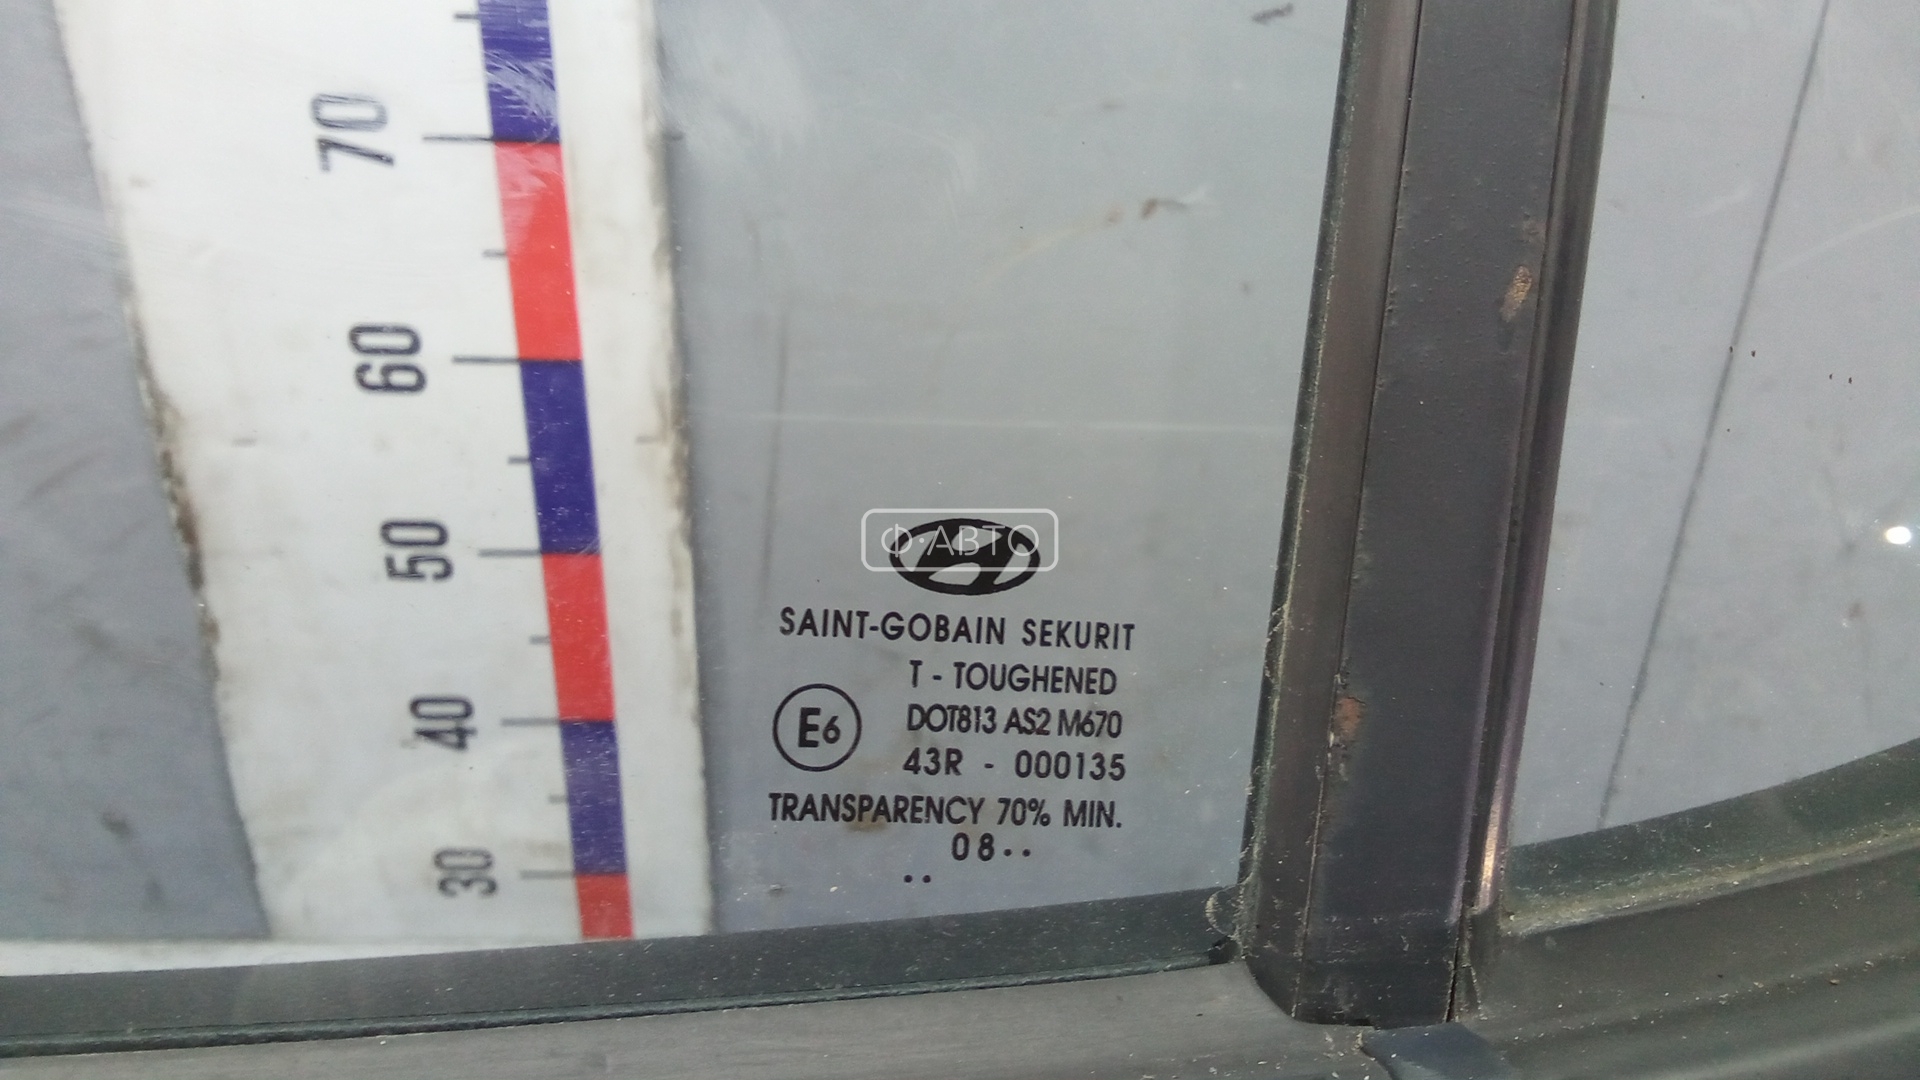 70
60
50
40
30
Ф·АВТО
SAINT-GOBAIN SEKURIT
T - TOUGHENED
E6
DOT813 AS2 M670
43R - 000135
TRANSPARENCY 70% MIN.
08..
..